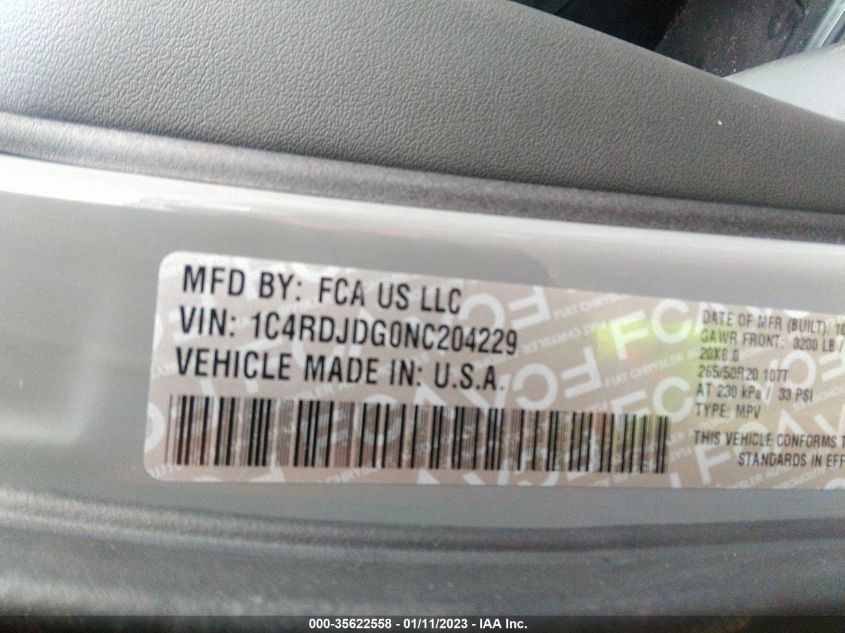 MFD BY: FCA US LLC
VIN: 1C4RDJDG0NC204229
VEHICLE MADE IN: U.S.A.
DATE OF MFR (BUILT): 10
GAWR FRONT: 3200 LB /
20X8.0
265/50R20 107T
AT 230 kPa / 33 PSI
TYPE: MPV
THIS VEHICLE CONFORMS T
STANDARDS IN EFF
000-35622558 - 01/11/2023 - IAA Inc.